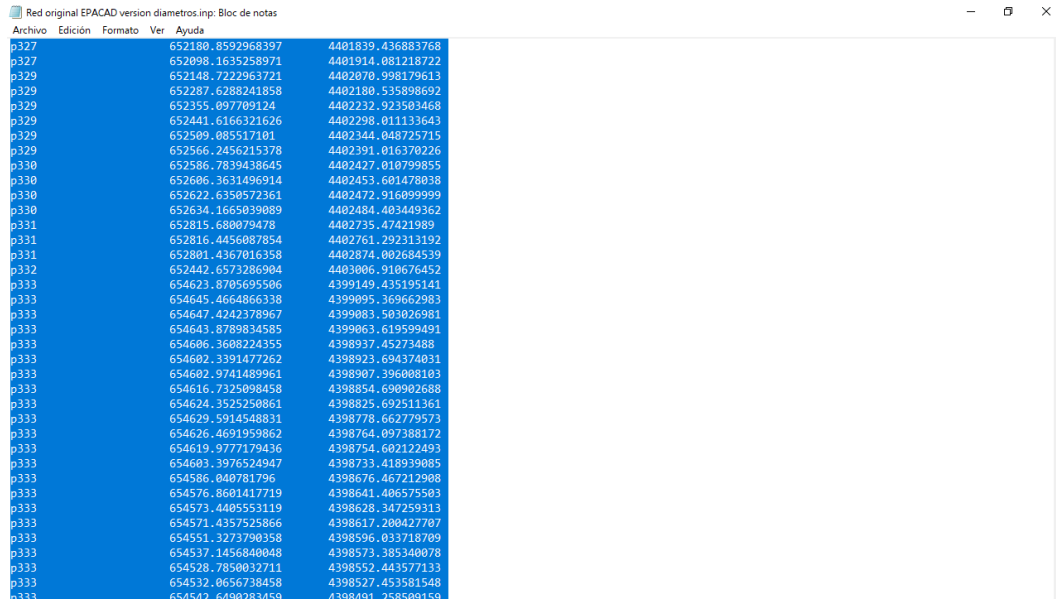 Red original EPACAD version diametros.inp: Bloc de notas
Archivo Edición Formato Ver Ayuda
p327 652180.8592968397 4401839.436883768
p327 652098.1635258971 4401914.081218722
p329 652148.7222963721 4402070.998179613
p329 652287.6288241858 4402180.535898692
p329 652355.097709124 4402232.923503468
p329 652441.6166321626 4402298.011133643
p329 652509.085517101 4402344.048725715
p329 652566.2456215378 4402391.016370226
p330 652586.7839438645 4402427.010799855
p330 652606.3631496914 4402453.601478038
p330 652622.6350572361 4402472.916099999
p330 652634.1665039089 4402484.403449362
p331 652815.680079478 4402735.47421989
p331 652816.4456087854 4402761.292313192
p331 652801.4367016358 4402874.002684539
p332 652442.6573286904 4403006.910676452
p333 654623.8705695506 4399149.435195141
p333 654645.4664866338 4399095.369662983
p333 654647.4242378967 4399083.503026981
p333 654643.8789834585 4399063.619599491
p333 654606.3608224355 4398937.45273488
p333 654602.3391477262 4398923.694374031
p333 654602.9741489961 4398907.396008103
p333 654616.7325098458 4398854.690902688
p333 654624.3525250861 4398825.692511361
p333 654629.5914548831 4398778.662779573
p333 654626.4691959862 4398764.097388172
p333 654619.9777179436 4398754.602122493
p333 654603.3976524947 4398733.418939085
p333 654586.040781796 4398676.467212908
p333 654576.8601417719 4398641.406575503
p333 654573.4405553119 4398628.347259313
p333 654571.4357525866 4398617.200427707
p333 654551.3273790358 4398596.033718709
p333 654537.1456840048 4398573.385340078
p333 654528.7850032711 4398552.443577133
p333 654532.0656738458 4398527.453581548
p333 654542.6490283459 4398491.258509159